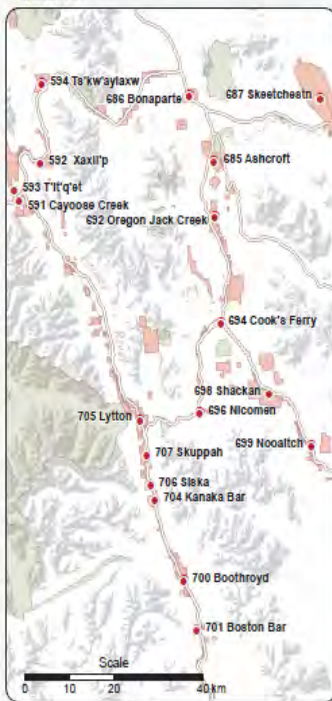 594 Ts'kw'aylaxw
686 Bonaparte
687 Skeetchestn
592 Xaxli'p
685 Ashcroft
593 T'it'q'et
591 Cayoose Creek
692 Oregon Jack Creek
694 Cook's Ferry
698 Shackan
705 Lytton
696 Nicomen
699 Nooaitch
707 Skuppah
706 Siska
704 Kanaka Bar
700 Boothroyd
701 Boston Bar
Scale
0 10 20 40 km